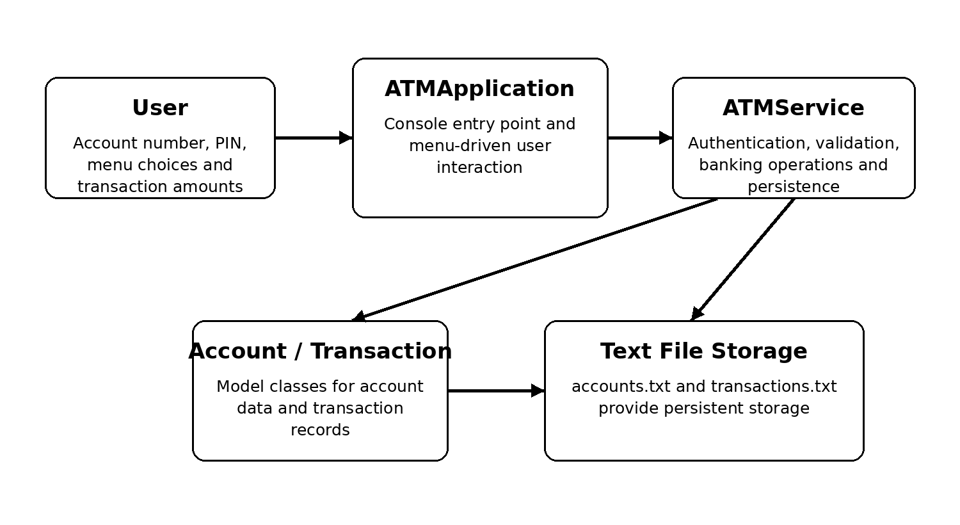 User
Account number, PIN,
menu choices and
transaction amounts
ATMApplication
Console entry point and
menu-driven user
interaction
ATMService
Authentication, validation,
banking operations and
persistence
Account / Transaction
Model classes for account
data and transaction
records
Text File Storage
accounts.txt and transactions.txt
provide persistent storage